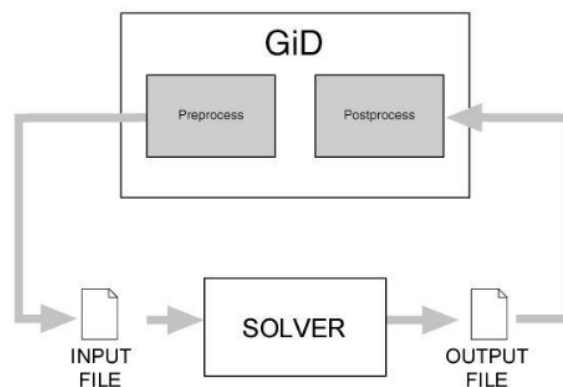 GiD
Preprocess
Postprocess
SOLVER
INPUT
FILE
OUTPUT
FILE